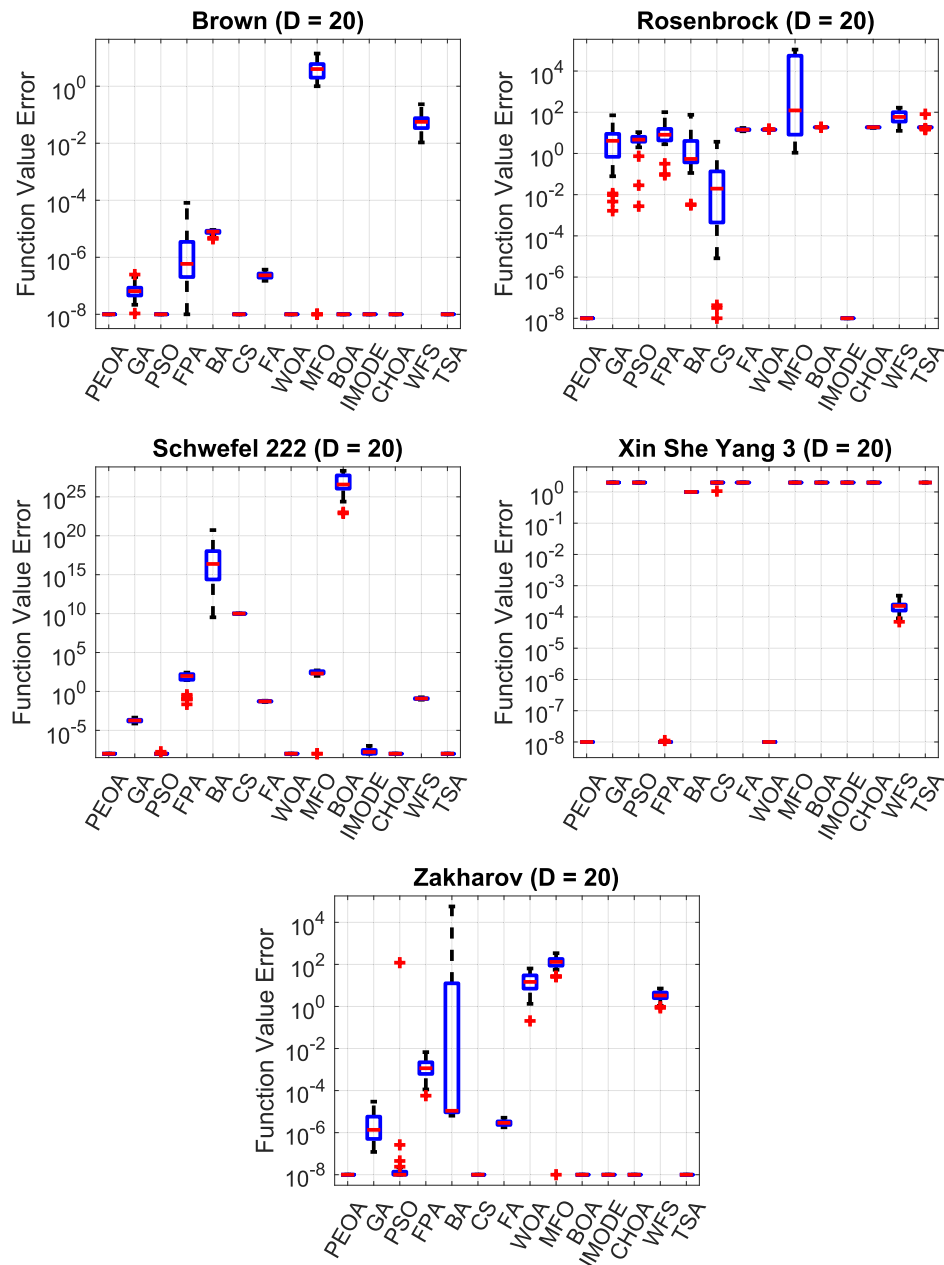 Brown (D = 20)
Function Value Error
10^0
10^-2
10^-4
10^-6
10^-8
PEOA GA PSO FPA BA CS FA WOA MFO BOA IMODE CHOA WFS TSA
Rosenbrock (D = 20)
Function Value Error
10^4
10^2
10^0
10^-2
10^-4
10^-6
10^-8
PEOA GA PSO FPA BA CS FA WOA MFO BOA IMODE CHOA WFS TSA
Schwefel 222 (D = 20)
Function Value Error
10^25
10^20
10^15
10^10
10^5
10^0
10^-5
PEOA GA PSO FPA BA CS FA WOA MFO BOA IMODE CHOA WFS TSA
Xin She Yang 3 (D = 20)
Function Value Error
10^0
10^-1
10^-2
10^-3
10^-4
10^-5
10^-6
10^-7
10^-8
PEOA GA PSO FPA BA CS FA WOA MFO BOA IMODE CHOA WFS TSA
Zakharov (D = 20)
Function Value Error
10^4
10^2
10^0
10^-2
10^-4
10^-6
10^-8
PEOA GA PSO FPA BA CS FA WOA MFO BOA IMODE CHOA WFS TSA